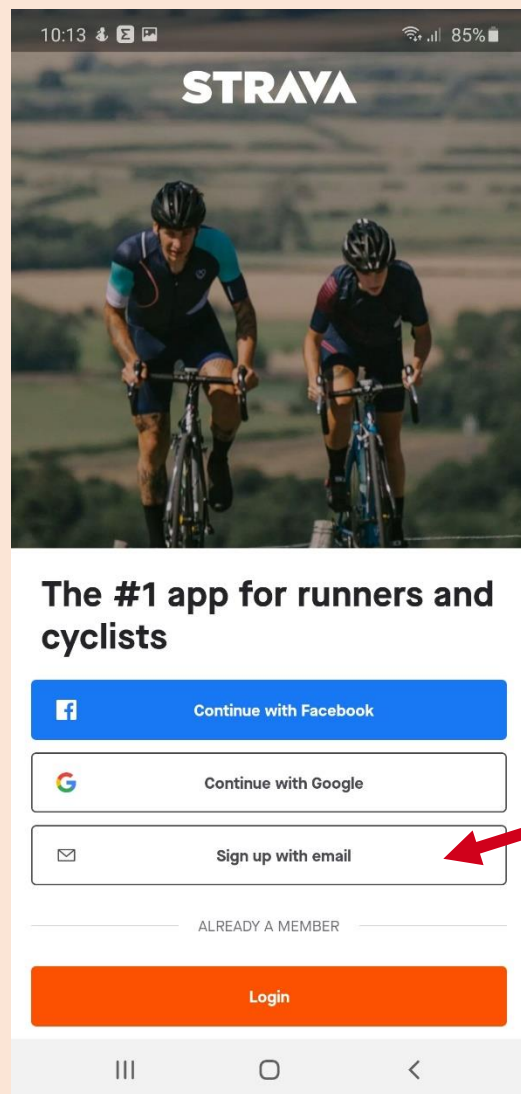 10:13 85%
STRAVA
The #1 app for runners and
cyclists
Continue with Facebook
Continue with Google
Sign up with email
ALREADY A MEMBER
Login